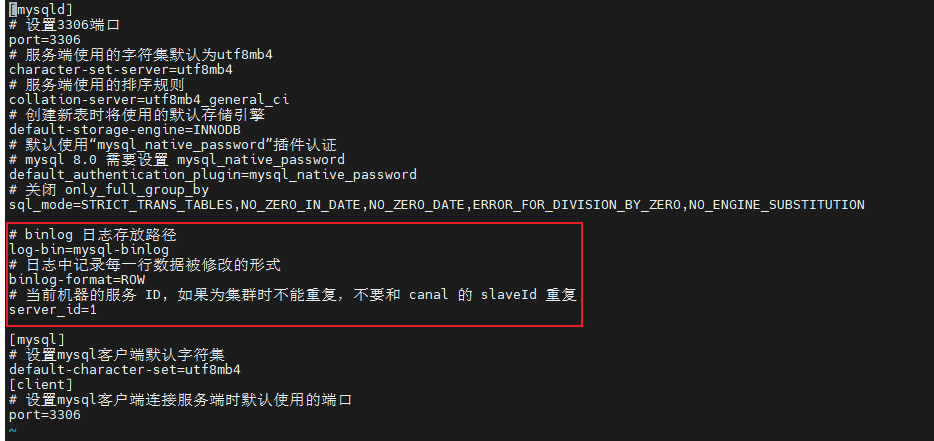 [mysqld]
# 设置3306端口
port=3306
# 服务端使用的字符集默认为utf8mb4
character-set-server=utf8mb4
# 服务端使用的排序规则
collation-server=utf8mb4_general_ci
# 创建新表时将使用的默认存储引擎
default-storage-engine=INNODB
# 默认使用“mysql_native_password”插件认证
# mysql 8.0 需要设置 mysql_native_password
default_authentication_plugin=mysql_native_password
# 关闭 only_full_group_by
sql_mode=STRICT_TRANS_TABLES,NO_ZERO_IN_DATE,NO_ZERO_DATE,ERROR_FOR_DIVISION_BY_ZERO,NO_ENGINE_SUBSTITUTION
# binlog 日志存放路径
log-bin=mysql-binlog
# 日志中记录每一行数据被修改的形式
binlog-format=ROW
# 当前机器的服务 ID，如果为集群时不能重复，不要和 canal 的 slaveId 重复
server_id=1
[mysql]
# 设置mysql客户端默认字符集
default-character-set=utf8mb4
[client]
# 设置mysql客户端连接服务端时默认使用的端口
port=3306
~